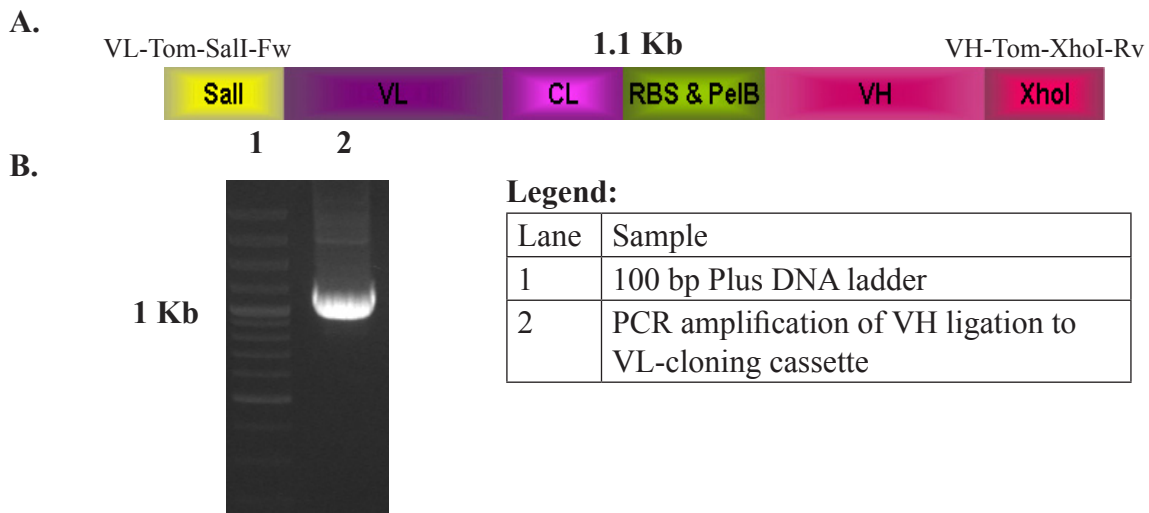 A.
VL-Tom-SalI-Fw
1.1 Kb
VH-Tom-XhoI-Rv
SalI
VL
CL
RBS & PelB
VH
XhoI
1
2
B.
1 Kb
Legend:
Lane Sample
1 100 bp Plus DNA ladder
2 PCR amplification of VH ligation to
VL-cloning cassette